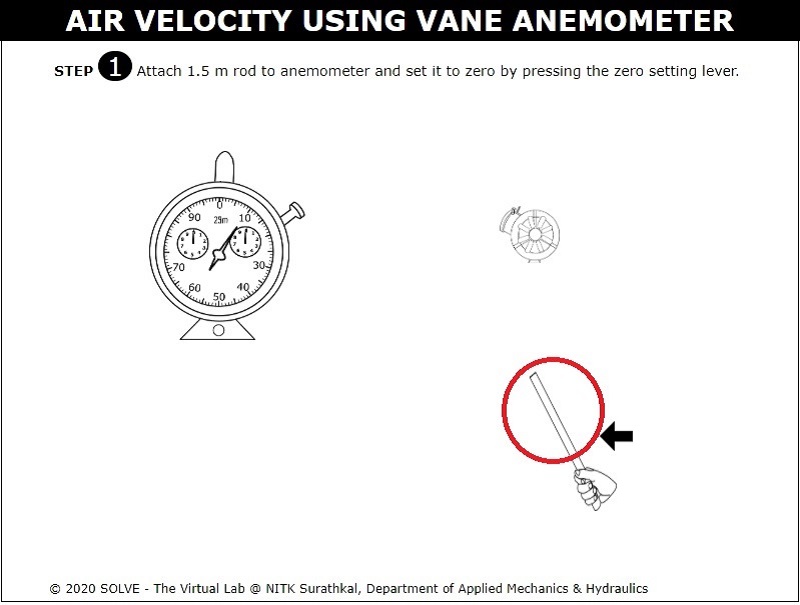 AIR VELOCITY USING VANE ANEMOMETER
STEP 1 Attach 1.5 m rod to anemometer and set it to zero by pressing the zero setting lever.
0
90 25m 10
70 30
60 40
50
© 2020 SOLVE - The Virtual Lab @ NITK Surathkal, Department of Applied Mechanics & Hydraulics